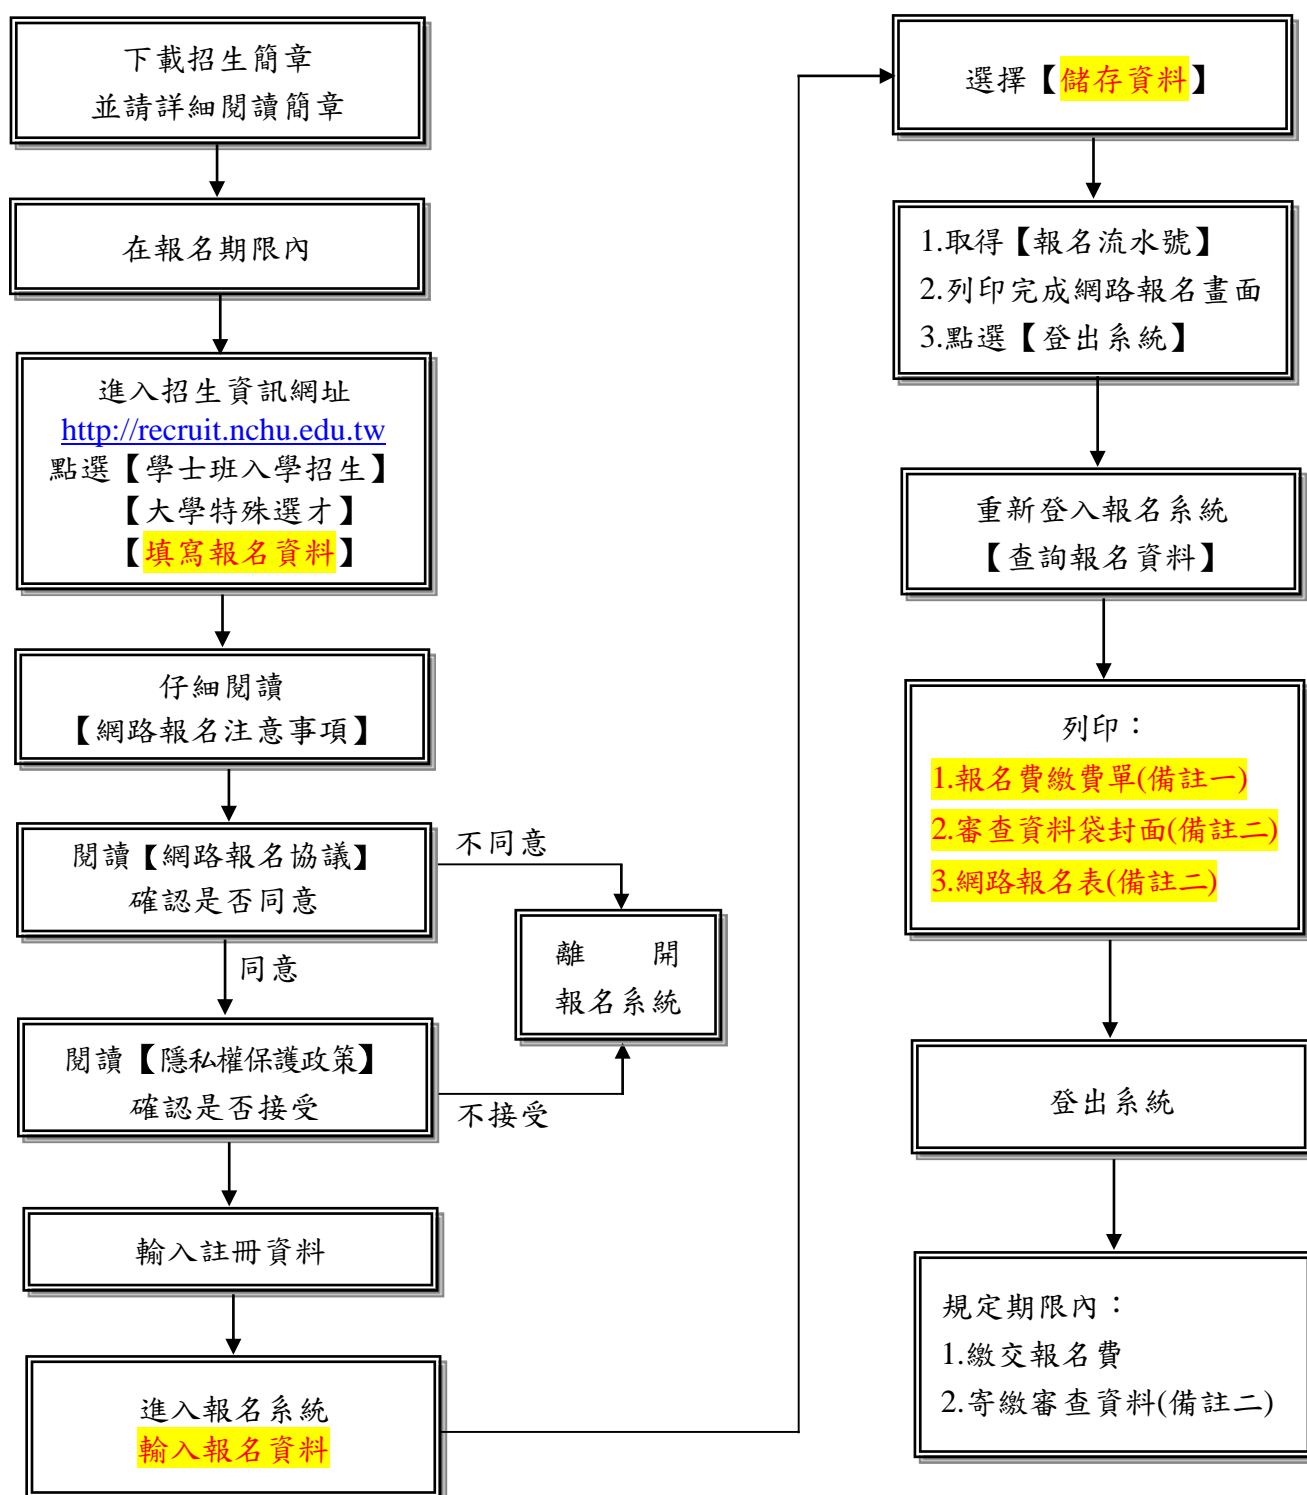 下載招生簡章
並請詳細閱讀簡章
在報名期限內
進入招生資訊網址
http://recruit.nchu.edu.tw
點選【學士班入學招生】
【大學特殊選才】
【填寫報名資料】
仔細閱讀
【網路報名注意事項】
閱讀【網路報名協議】
確認是否同意
不同意
同意
離 開
報名系統
閱讀【隱私權保護政策】
確認是否接受
不接受
輸入註冊資料
進入報名系統
輸入報名資料
選擇【儲存資料】
1.取得【報名流水號】
2.列印完成網路報名畫面
3.點選【登出系統】
重新登入報名系統
【查詢報名資料】
列印：
1.報名費繳費單(備註一)
2.審查資料袋封面(備註二)
3.網路報名表(備註二)
登出系統
規定期限內：
1.繳交報名費
2.寄繳審查資料(備註二)